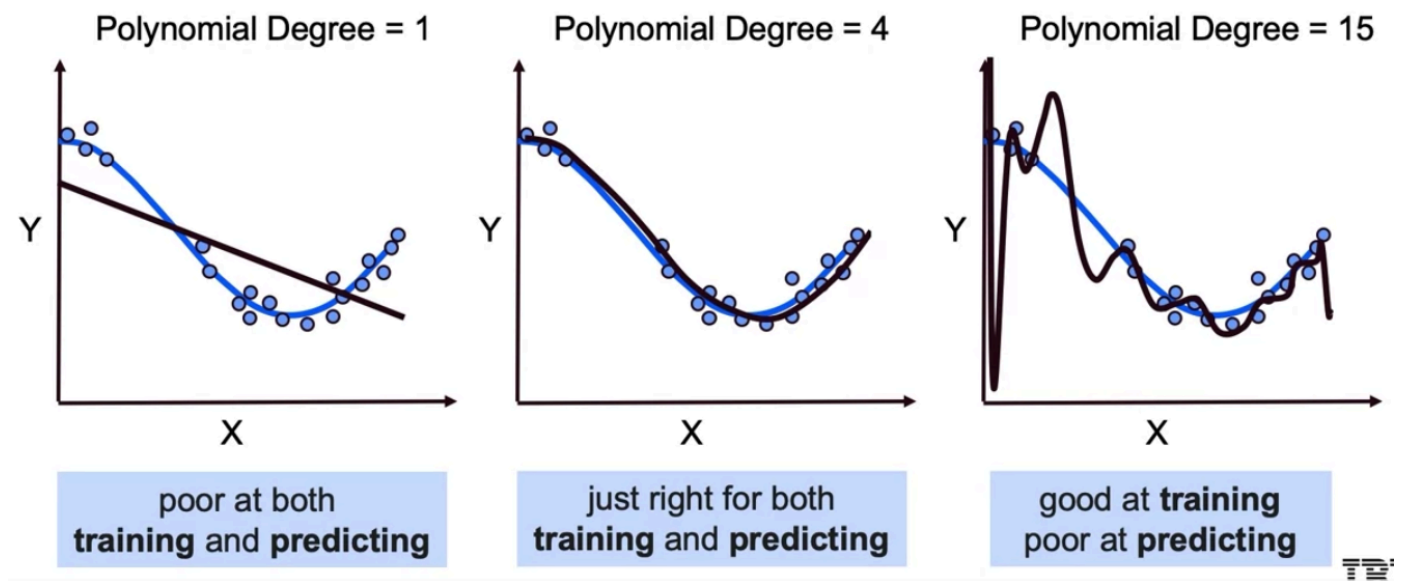 Polynomial Degree = 1
Polynomial Degree = 4
Polynomial Degree = 15
Y
Y
Y
X
X
X
poor at both
training and predicting
just right for both
training and predicting
good at training
poor at predicting